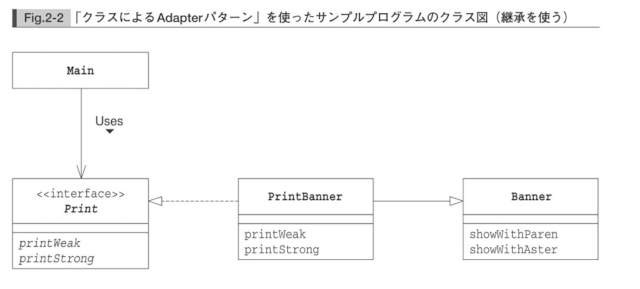 Fig.2-2 「クラスによるAdapterパターン」を使ったサンプルプログラムのクラス図（継承を使う）
Main
Uses
<<interface>>
Print
printWeak
printStrong
PrintBanner
printWeak
printStrong
Banner
showWithParen
showWithAster